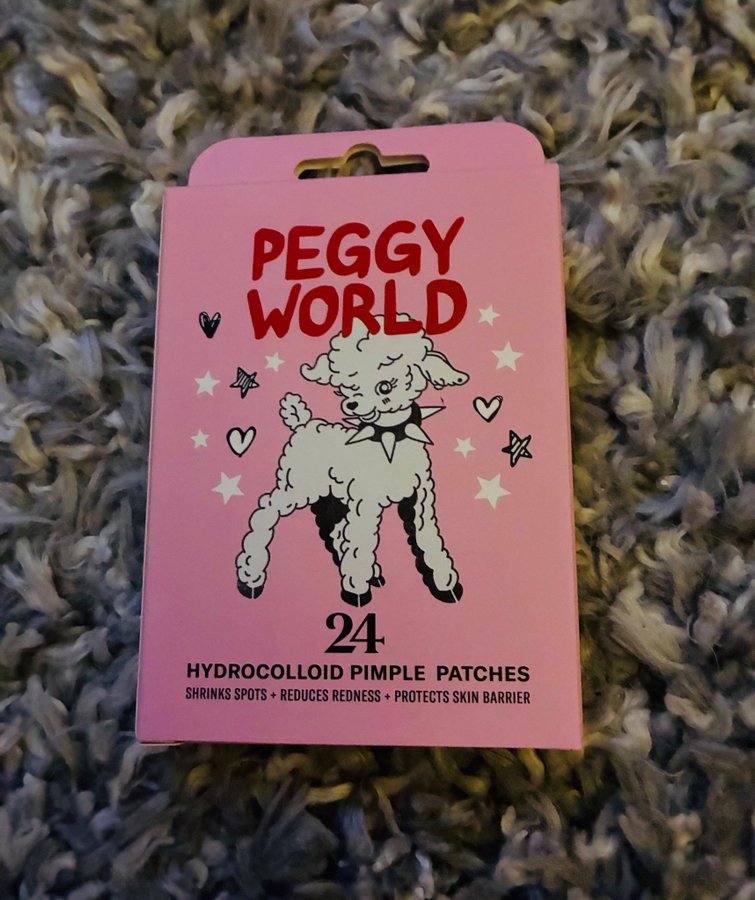 PEGGY
WORLD
24
HYDROCOLLOID PIMPLE PATCHES
SHRINKS SPOTS + REDUCES REDNESS + PROTECTS SKIN BARRIER